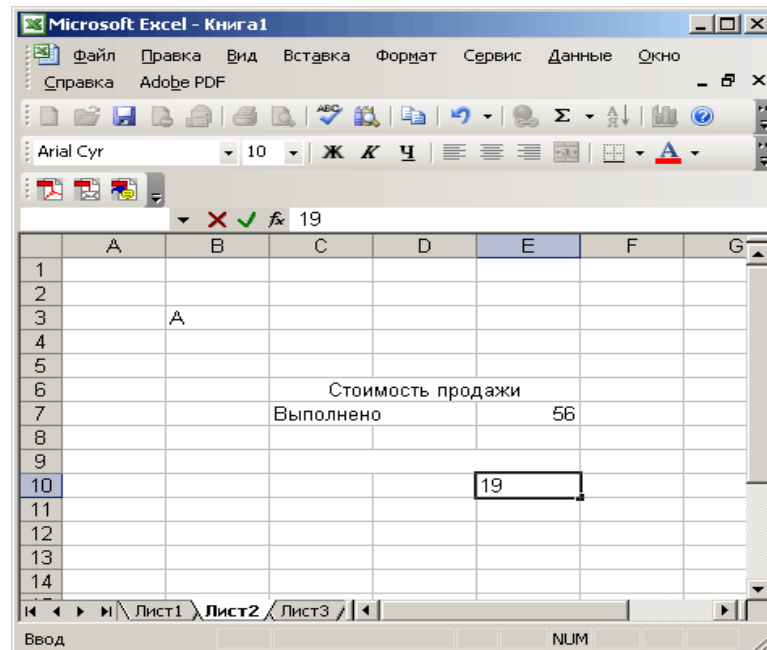 Microsoft Excel - Книга1
Файл Правка Вид Вставка Формат Сервис Данные Окно
Справка Adobe PDF
Arial Cyr 10 Ж К Ч A
fx 19
A B C D E F G
1
2
3 A
4
5
6 Стоимость продажи
7 Выполнено 56
8
9
10 19
11
12
13
14
Лист1 Лист2 Лист3
Ввод NUM